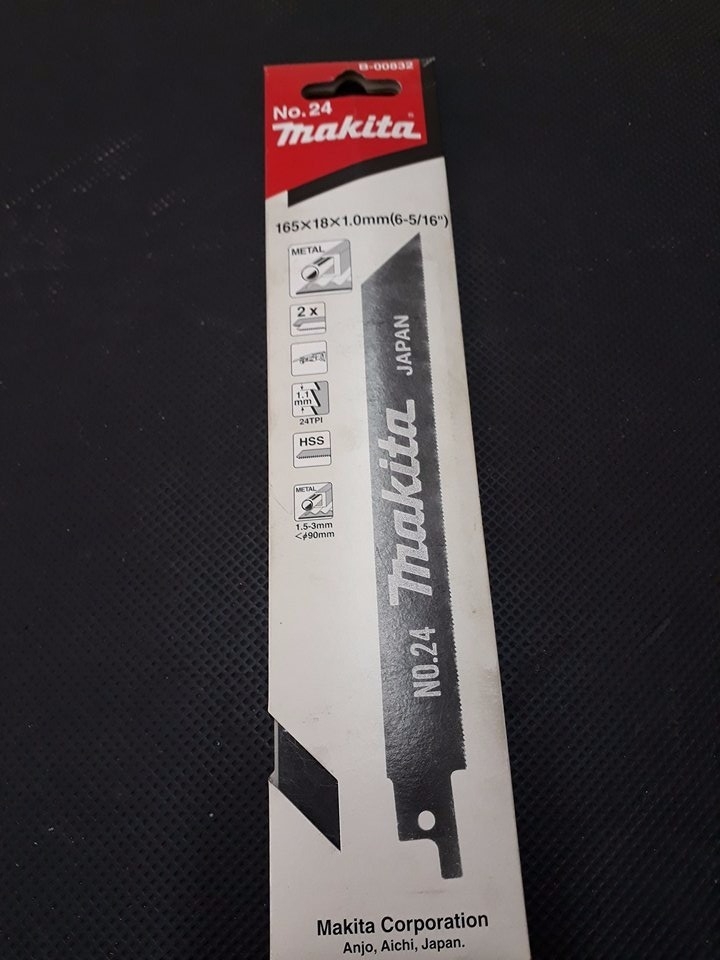 B-00832
No.24
makita
165×18×1.0mm(6-5/16")
METAL
2 x
1.1
mm
24TPI
HSS
METAL
1.5-3mm
<φ90mm
NO.24 makita JAPAN
Makita Corporation
Anjo, Aichi, Japan.